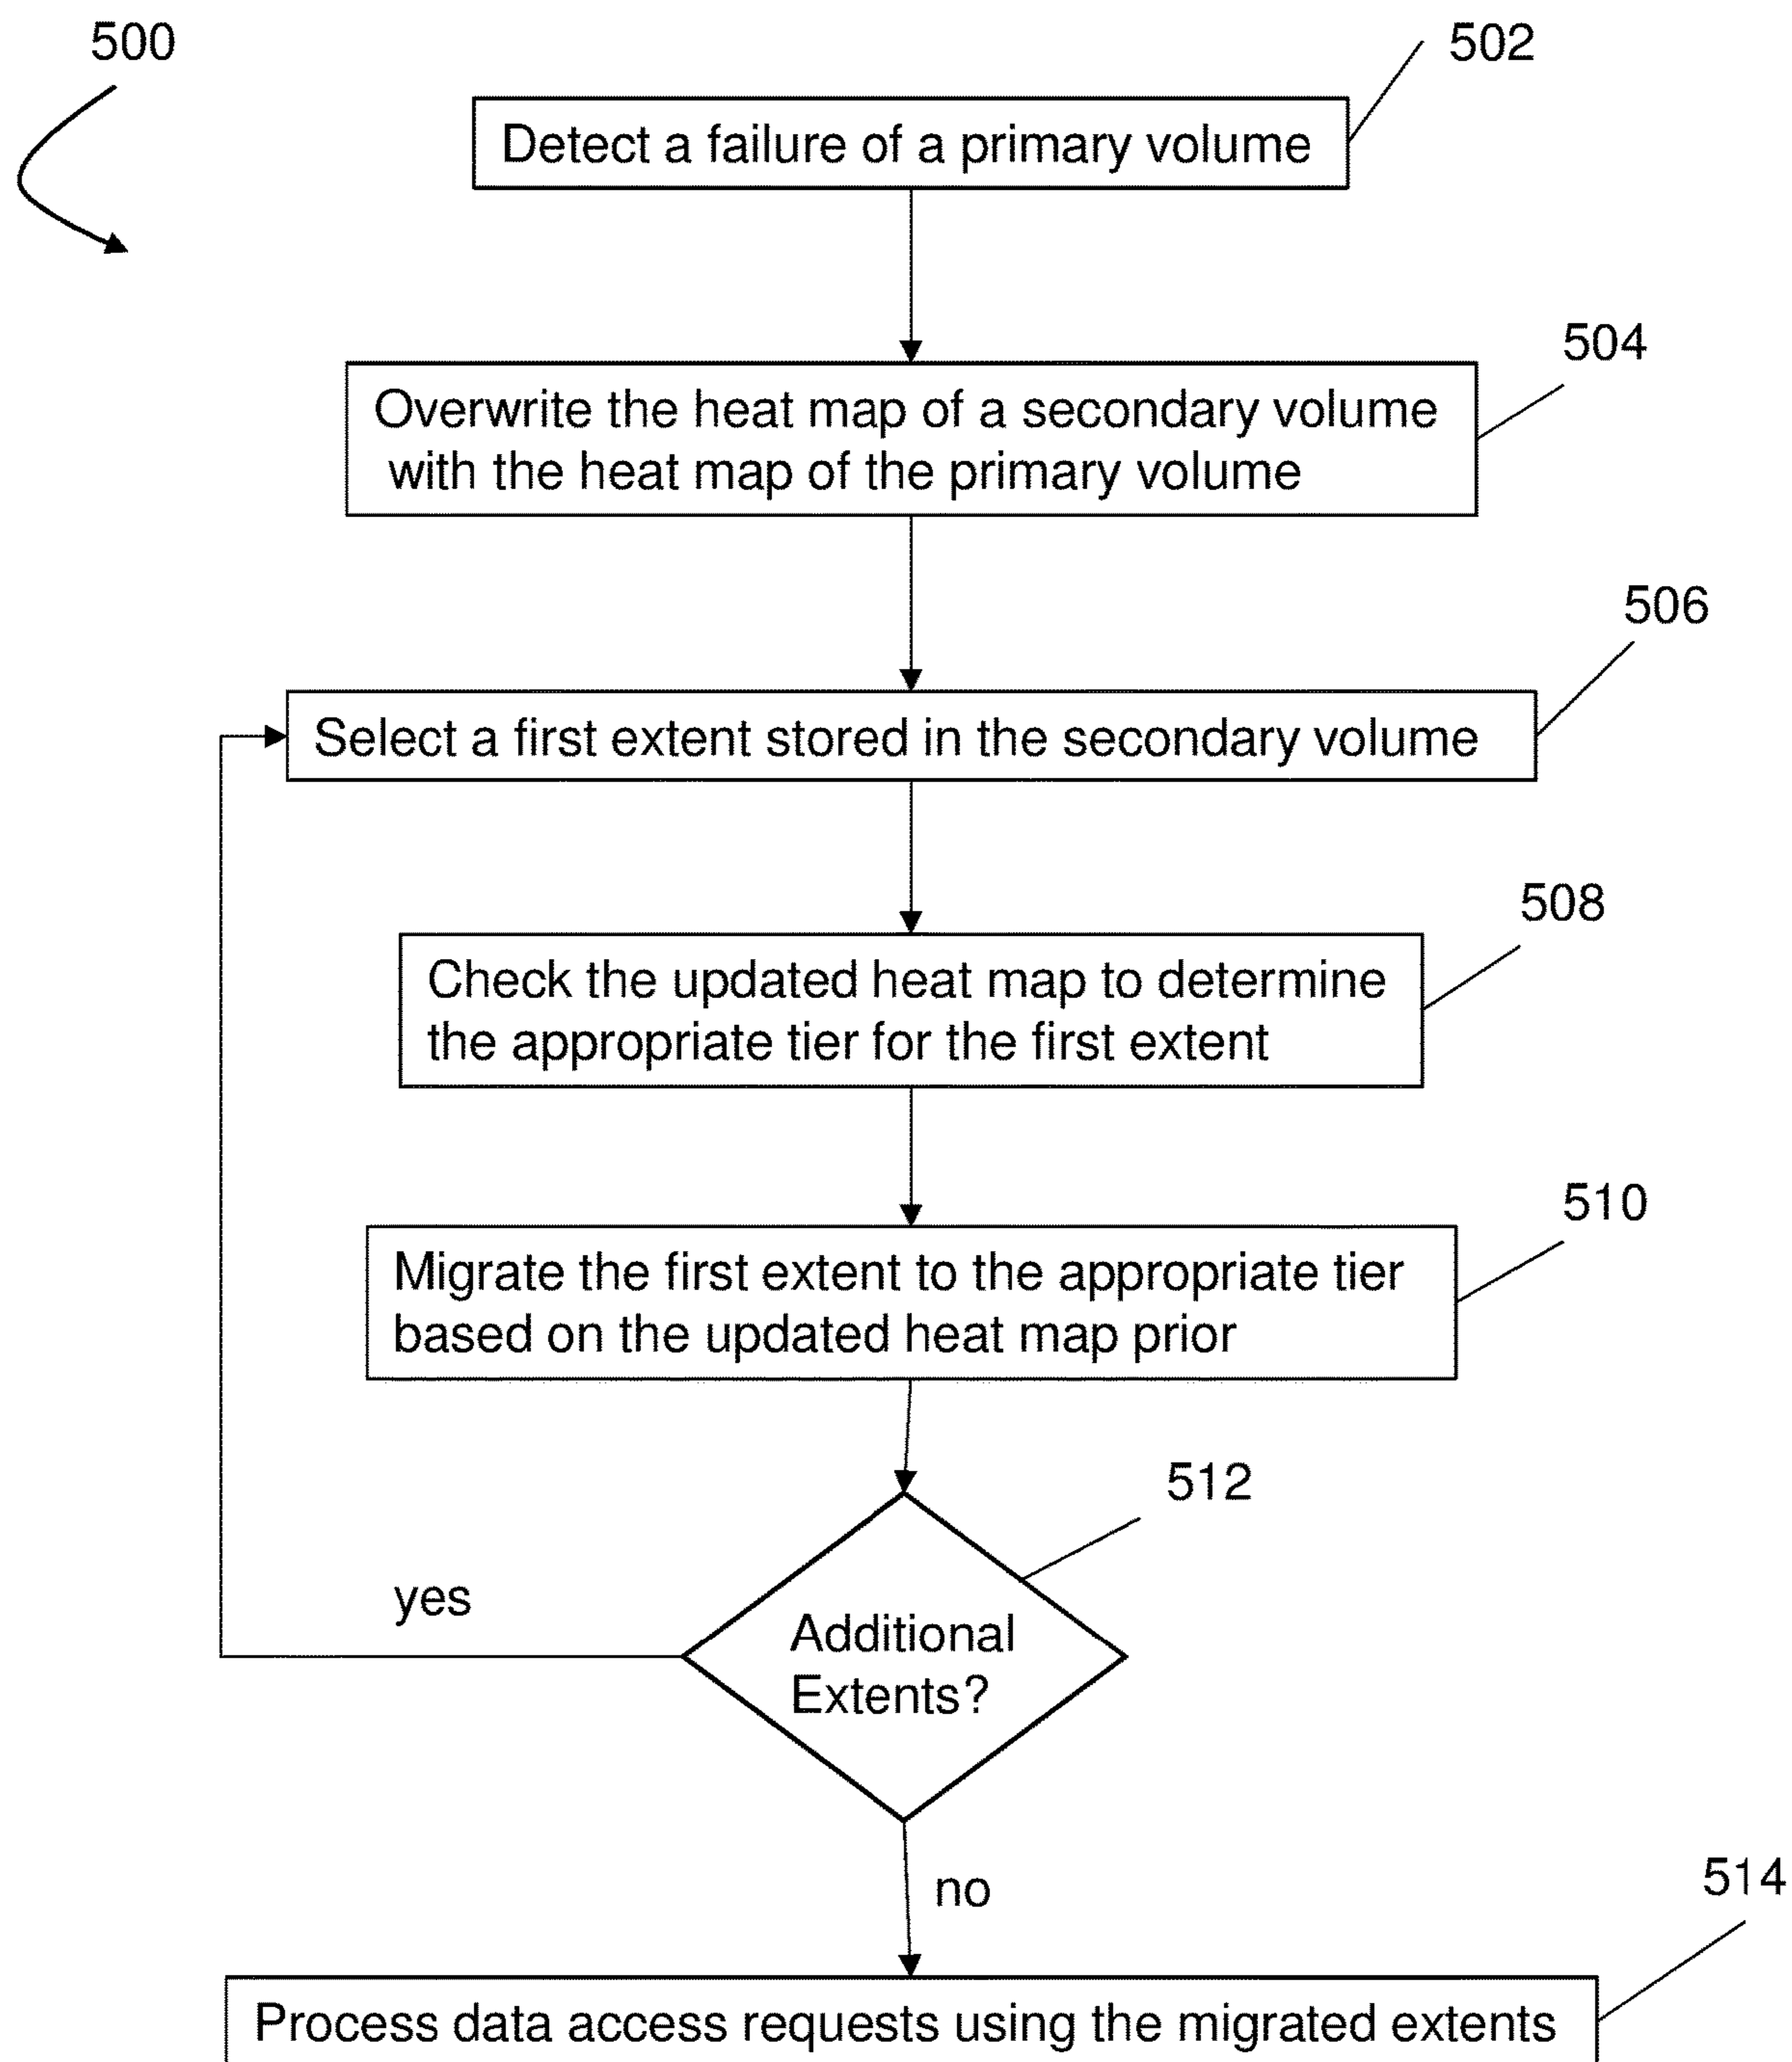 500
502
Detect a failure of a primary volume
504
Overwrite the heat map of a secondary volume
with the heat map of the primary volume
506
Select a first extent stored in the secondary volume
508
Check the updated heat map to determine
the appropriate tier for the first extent
510
Migrate the first extent to the appropriate tier
based on the updated heat map prior
512
yes
Additional
Extents?
no
514
Process data access requests using the migrated extents